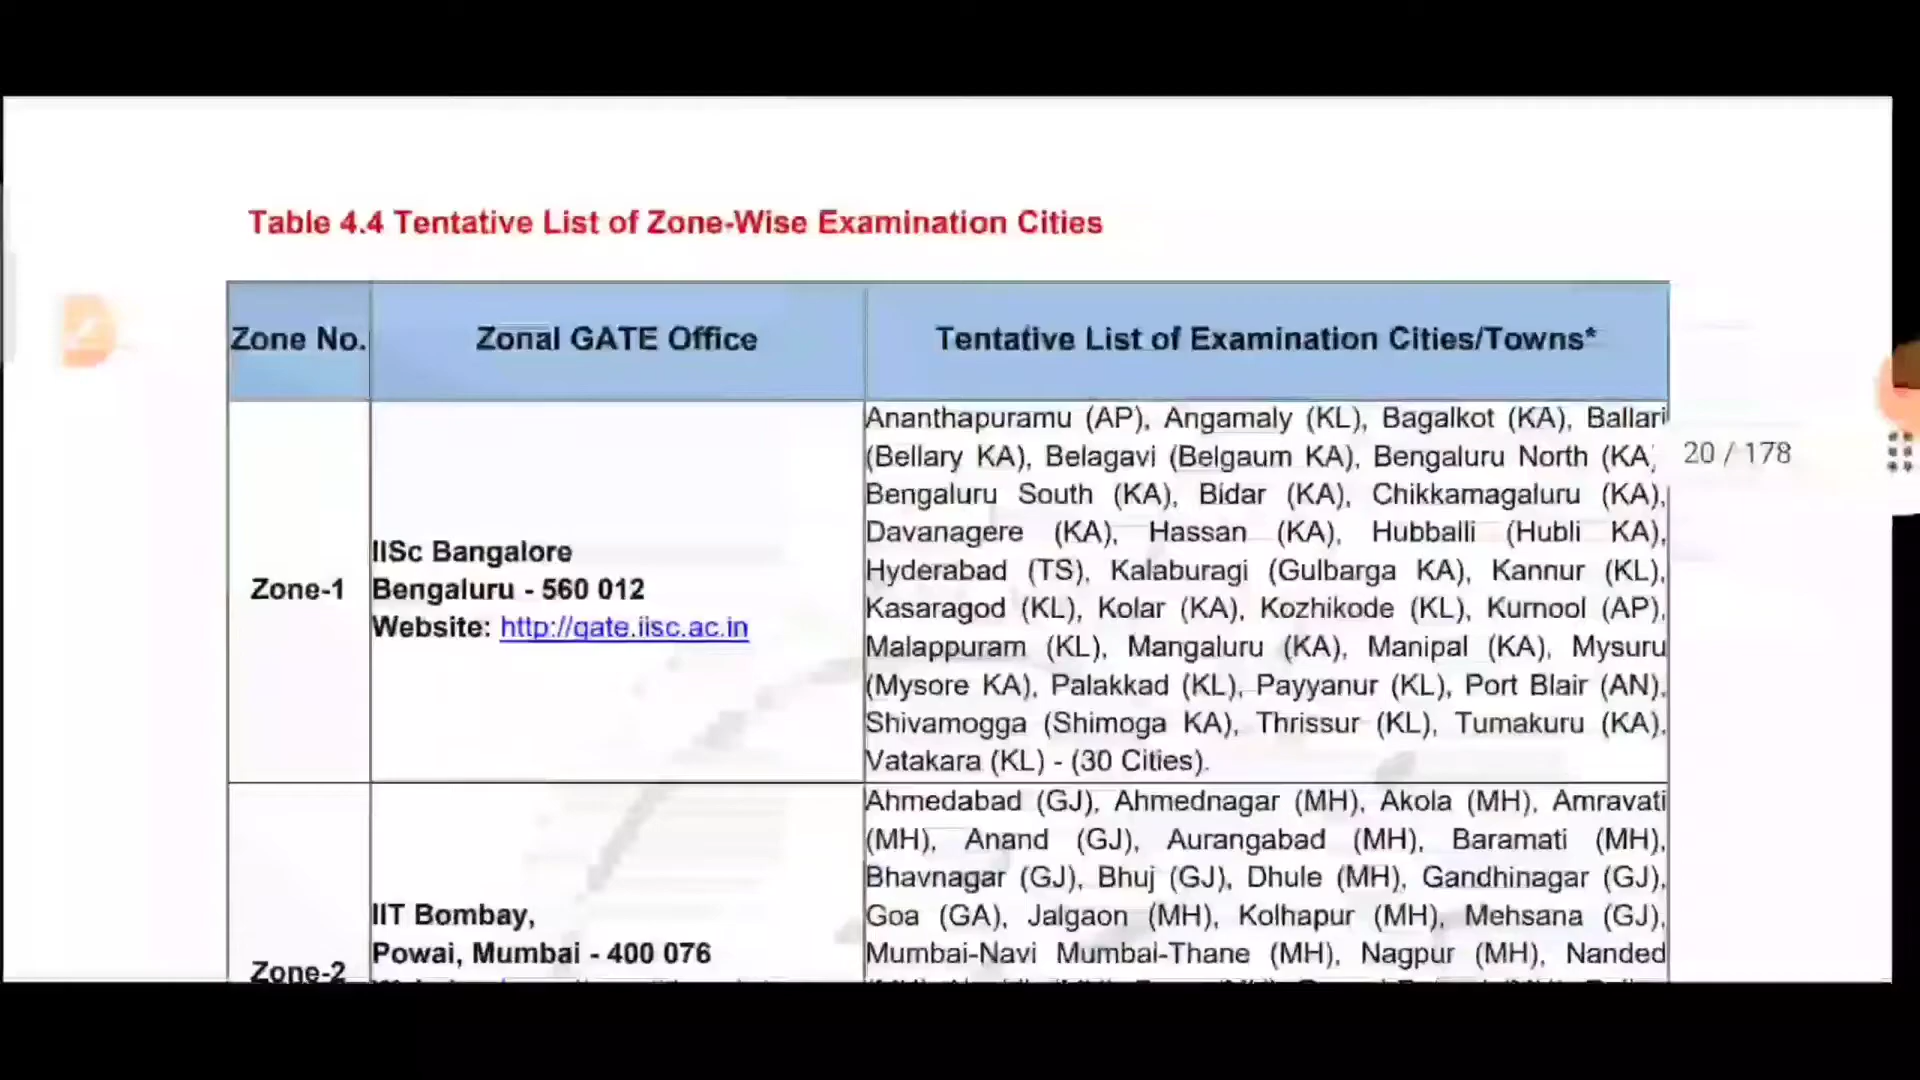 Table 4.4 Tentative List of Zone-Wise Examination Cities
Zone No.
Zonal GATE Office
Tentative List of Examination Cities/Towns*
Zone-1
IISc Bangalore
Bengaluru - 560 012
Website: http://gate.iisc.ac.in
Ananthapuramu (AP), Angamaly (KL), Bagalkot (KA), Ballari
(Bellary KA), Belagavi (Belgaum KA), Bengaluru North (KA)
Bengaluru South (KA), Bidar (KA), Chikkamagaluru (KA),
Davanagere (KA), Hassan (KA), Hubballi (Hubli KA),
Hyderabad (TS), Kalaburagi (Gulbarga KA), Kannur (KL),
Kasaragod (KL), Kolar (KA), Kozhikode (KL), Kurnool (AP),
Malappuram (KL), Mangaluru (KA), Manipal (KA), Mysuru
(Mysore KA), Palakkad (KL), Payyanur (KL), Port Blair (AN),
Shivamogga (Shimoga KA), Thrissur (KL), Tumakuru (KA),
Vatakara (KL) - (30 Cities).
20 / 178
Zone-2
IIT Bombay,
Powai, Mumbai - 400 076
Ahmedabad (GJ), Ahmednagar (MH), Akola (MH), Amravati
(MH), Anand (GJ), Aurangabad (MH), Baramati (MH),
Bhavnagar (GJ), Bhuj (GJ), Dhule (MH), Gandhinagar (GJ),
Goa (GA), Jalgaon (MH), Kolhapur (MH), Mehsana (GJ),
Mumbai-Navi Mumbai-Thane (MH), Nagpur (MH), Nanded